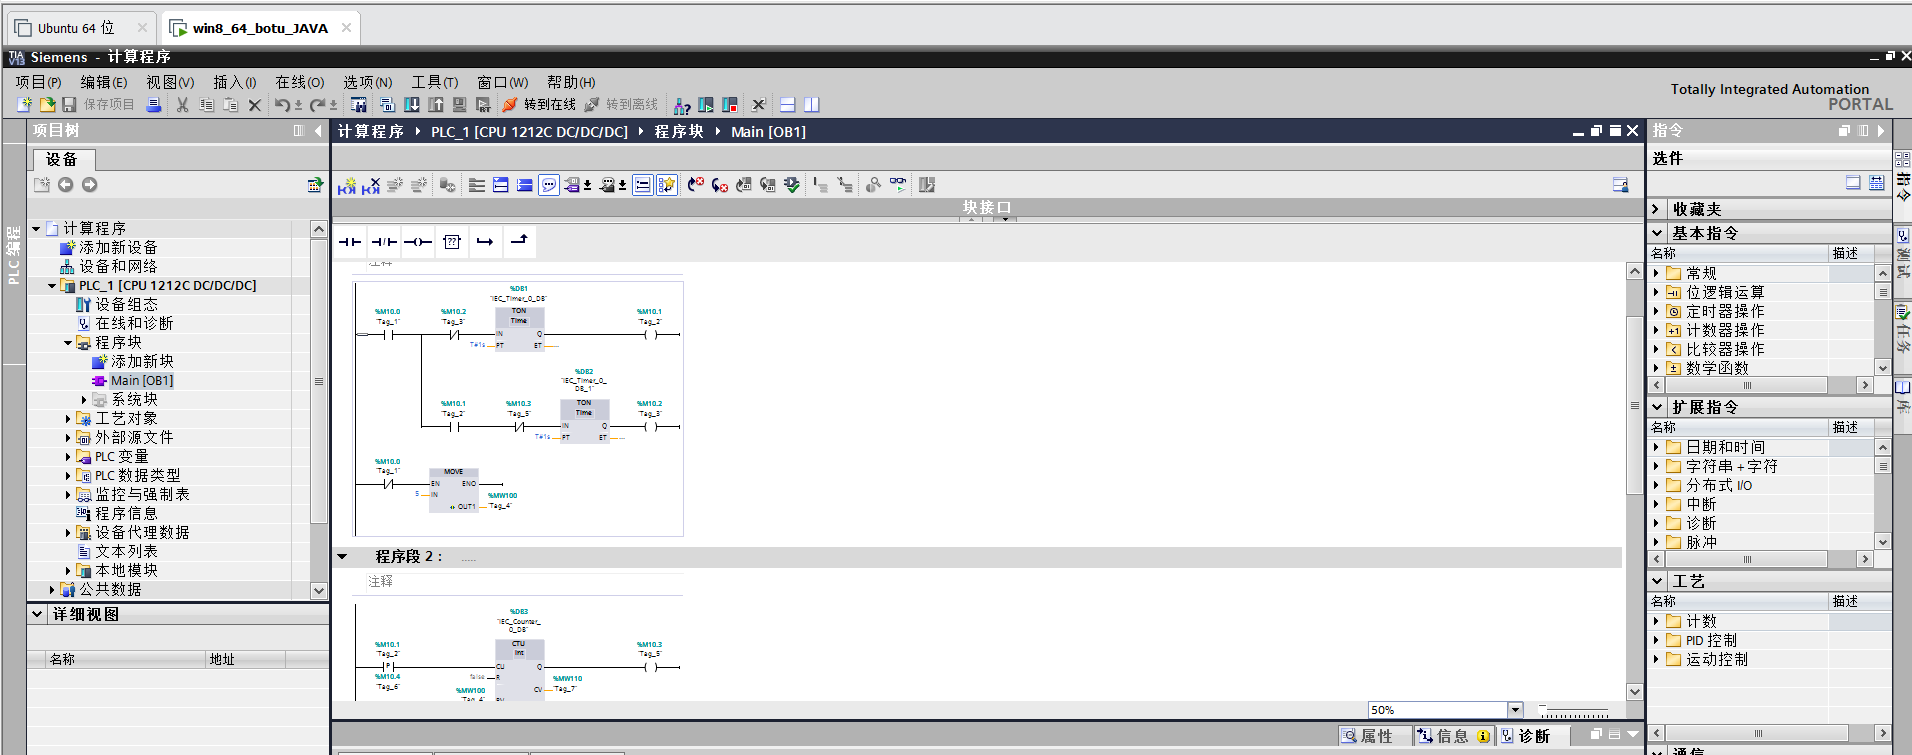 Ubuntu 64 位
win8_64_botu_JAVA
TIA V13 Siemens - 计算程序
项目(P) 编辑(E) 视图(V) 插入(I) 在线(O) 选项(N) 工具(T) 窗口(W) 帮助(H)
保存项目 转到在线 转到离线
Totally Integrated Automation
PORTAL
项目树
设备
PLC 编程
计算程序
添加新设备
设备和网络
PLC_1 [CPU 1212C DC/DC/DC]
设备组态
在线和诊断
程序块
添加新块
Main [OB1]
系统块
工艺对象
外部源文件
PLC 变量
PLC 数据类型
监控与强制表
程序信息
设备代理数据
文本列表
本地模块
公共数据
详细视图
名称 地址
计算程序 PLC_1 [CPU 1212C DC/DC/DC] 程序块 Main [OB1]
块接口
注释
%DB1
"IEC_Timer_0_DB"
%M10.0 %M10.2 TON %M10.1
"Tag_1" "Tag_3" Time "Tag_2"
IN Q
T#1s PT ET ...
%DB2
"IEC_Timer_0_
DB_1"
%M10.1 %M10.3 TON %M10.2
"Tag_2" "Tag_5" Time "Tag_3"
IN Q
T#1s PT ET ...
%M10.0
"Tag_1" MOVE
EN ENO
5 IN %MW100
OUT1 "Tag_4"
程序段 2： .....
注释
%DB3
"IEC_Counter_
0_DB"
%M10.1 CTU %M10.3
"Tag_2" Int "Tag_5"
P CU Q
%M10.4 false R %MW110
"Tag_6" CV "Tag_7"
%MW100
"Tag_4" PV
50%
属性 信息 诊断
指令
选件
收藏夹
基本指令
名称 描述
常规
位逻辑运算
定时器操作
计数器操作
比较器操作
数学函数
扩展指令
名称 描述
日期和时间
字符串 + 字符
分布式 I/O
中断
诊断
脉冲
工艺
名称 描述
计数
PID 控制
运动控制
通信
指令
测试
任务
库